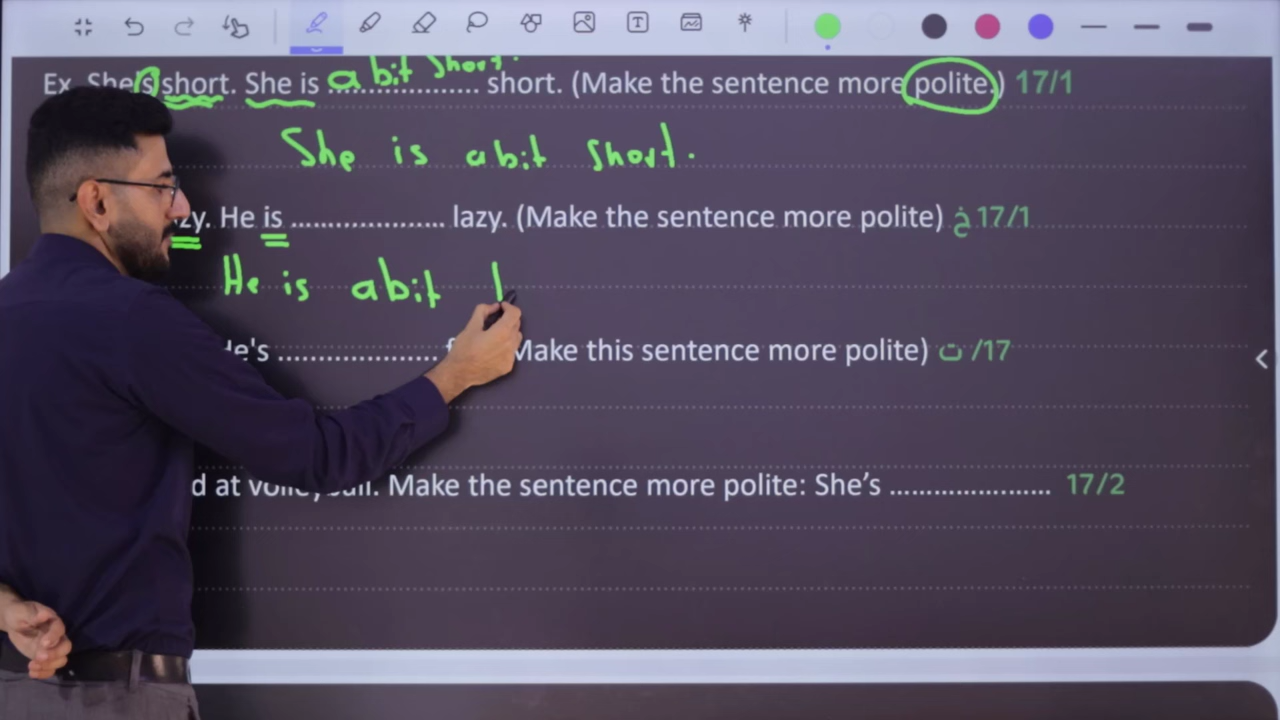 a bit short.
Ex. She's short. She is .................... short. (Make the sentence more polite.) 17/1
She is abit short.
zy. He is ...................... lazy. (Make the sentence more polite) خ 17/1
He is abit l
He's ...................... Make this sentence more polite) ت /17
d at volleyball. Make the sentence more polite: She's ...................... 17/2